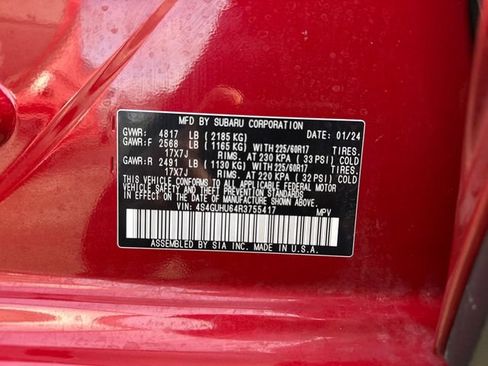 MFD BY SUBARU CORPORATION
GVWR: 4817 LB (2185 KG) DATE: 01/24
GAWR:F 2568 LB (1165 KG) WITH 225/60R17 TIRES.
17X7J RIMS. AT 230 KPA (33 PSI) COLD
GAWR:R 2491 LB (1130 KG) WITH 225/60R17 TIRES.
17X7J RIMS. AT 220 KPA (32 PSI) COLD
THIS VEHICLE CONFORMS TO ALL APPLICABLE FEDERAL MOTOR
VEHICLE SAFETY AND THEFT PREVENTION STANDARDS
IN EFFECT ON THE DATE OF MANUFACTURE SHOWN ABOVE.
VIN: 4S4GUHU64R3755417 MPV
ASSEMBLED BY SIA INC. MADE IN U.S.A.